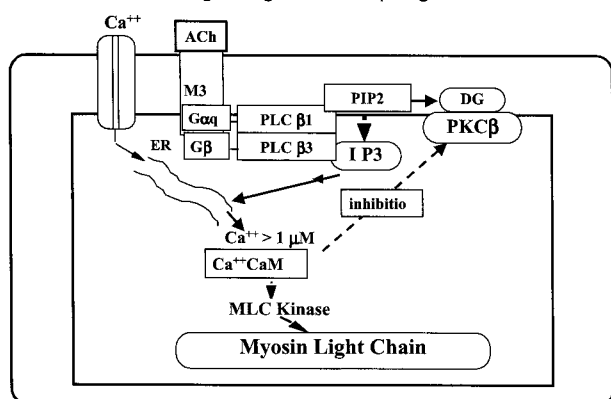 Ca++
ACh
M3
PIP2
DG
Gαq
PLC β1
PKCβ
ER
Gβ
PLC β3
I P3
inhibitio
Ca++ > 1 μM
Ca++CaM
MLC Kinase
Myosin Light Chain